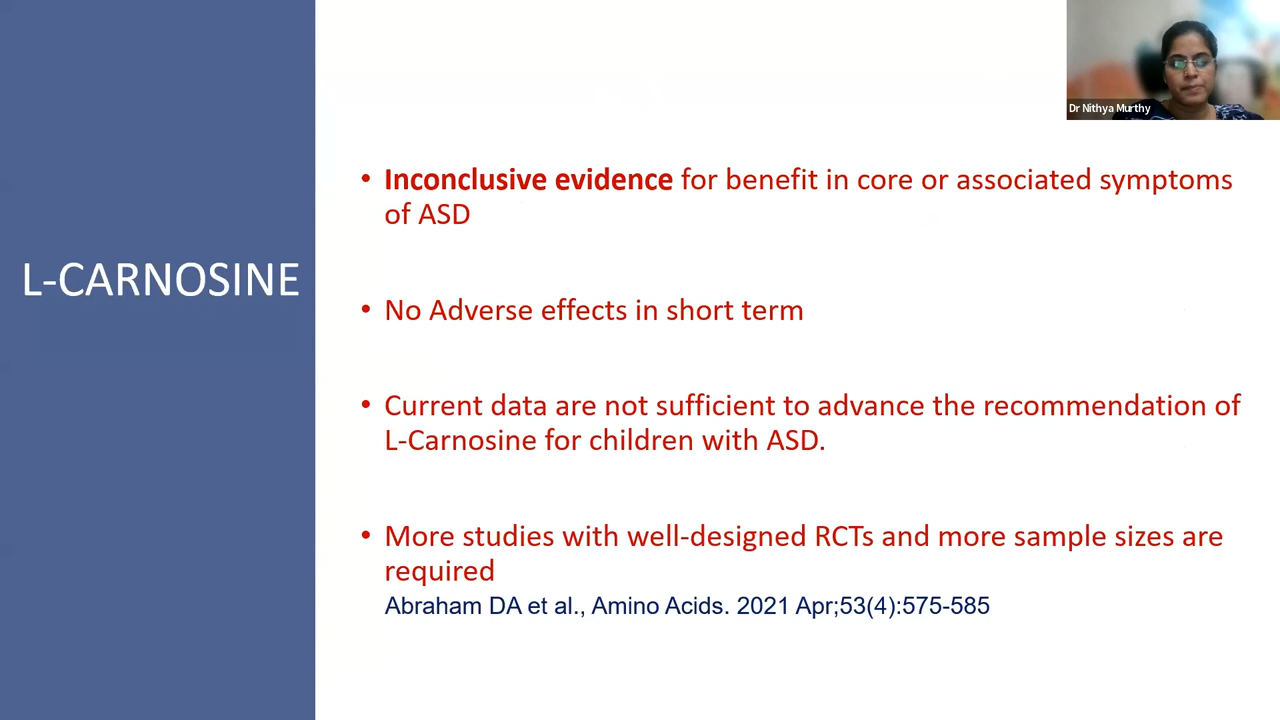 Dr Nithya Murthy
L-CARNOSINE
• Inconclusive evidence for benefit in core or associated symptoms
of ASD
• No Adverse effects in short term
• Current data are not sufficient to advance the recommendation of
L-Carnosine for children with ASD.
• More studies with well-designed RCTs and more sample sizes are
required
Abraham DA et al., Amino Acids. 2021 Apr;53(4):575-585